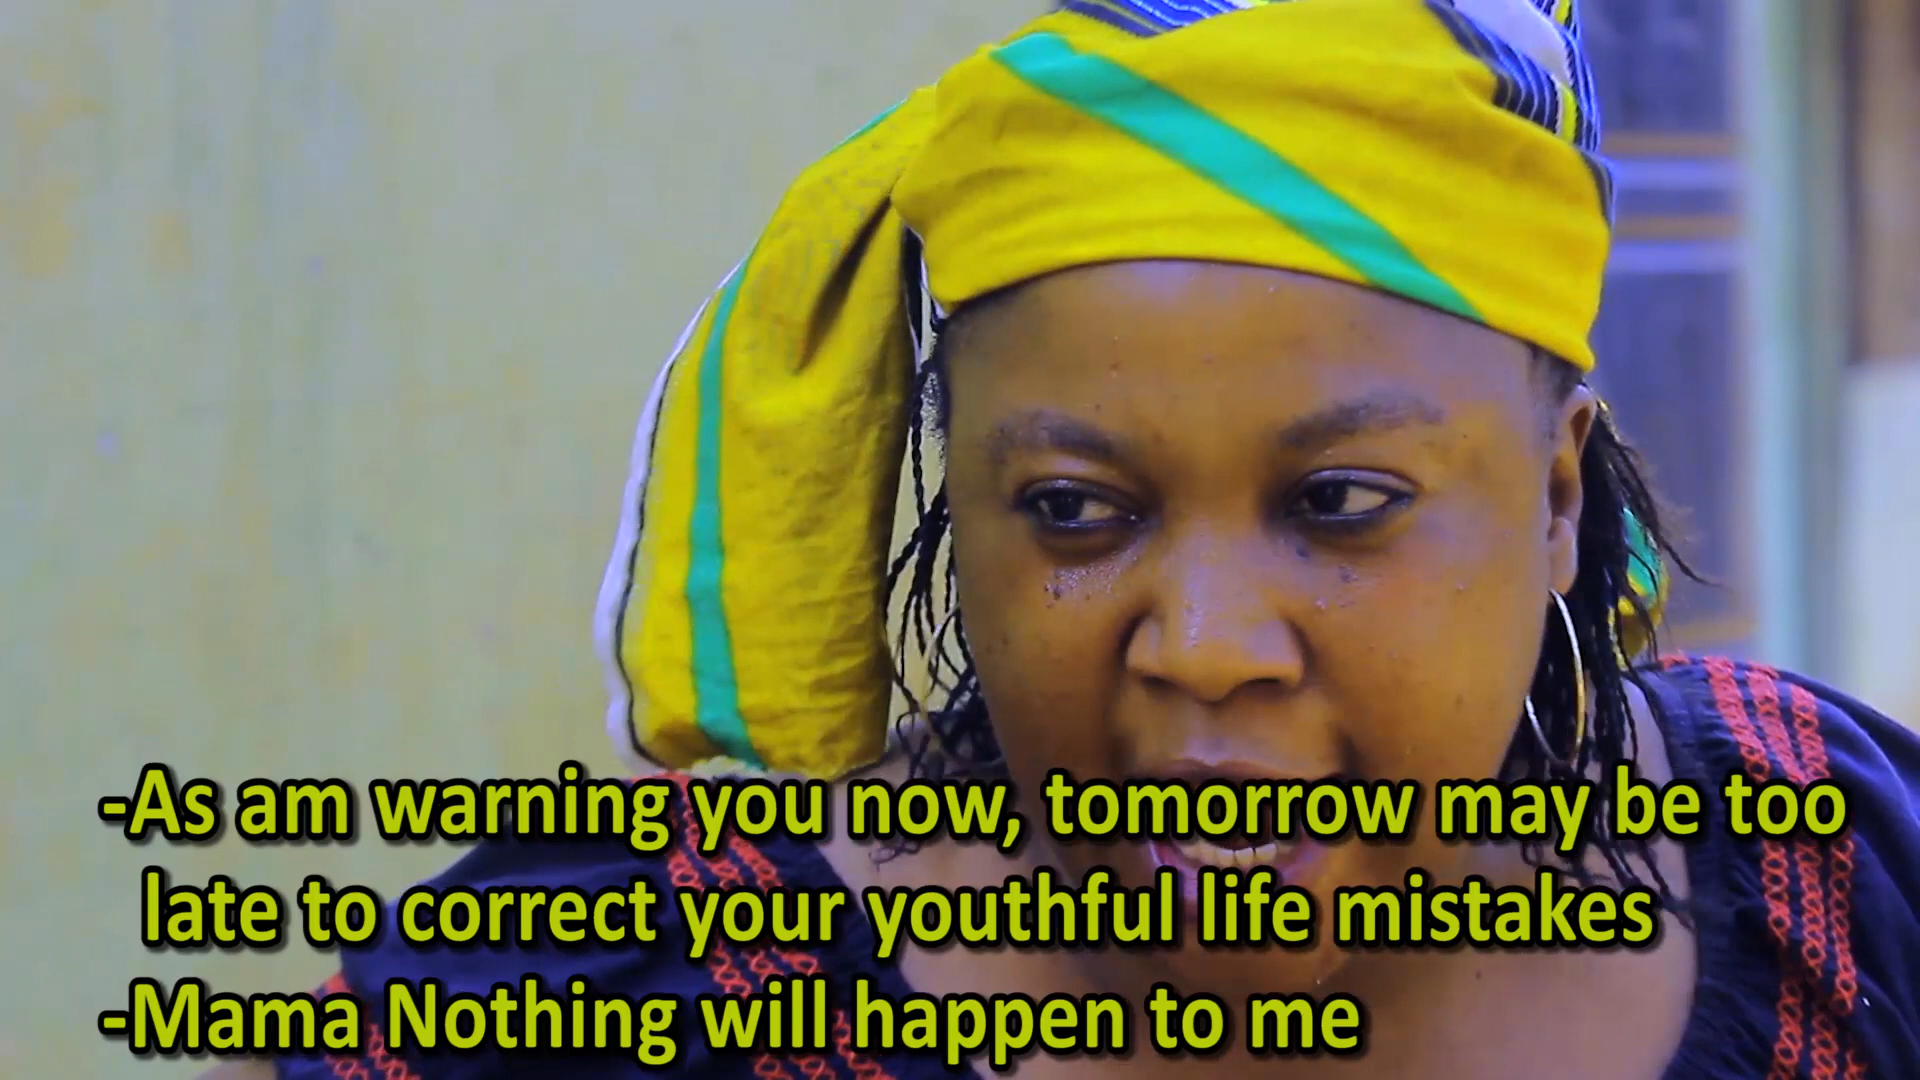 -As am warning you now, tomorrow may be too
late to correct your youthful life mistakes
-Mama Nothing will happen to me